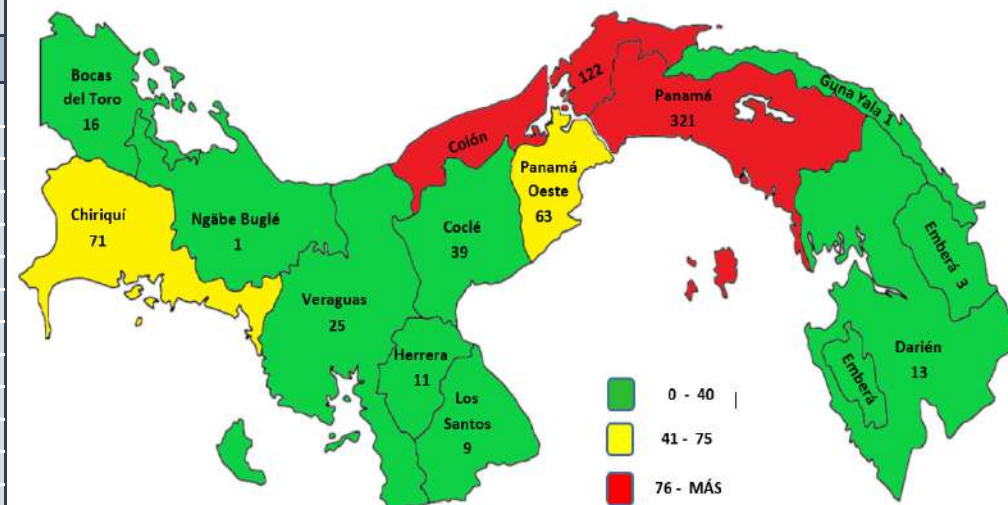 Bocas
del Toro
16
Chiriquí
71
Ngäbe Buglé
1
Veraguas
25
Herrera
11
Los
Santos
9
Coclé
39
Colón
122
Panamá
Oeste
63
Panamá
321
Guna Yala 1
Emberá 3
Emberá
Darién
13
0 - 40
41 - 75
76 - MÁS